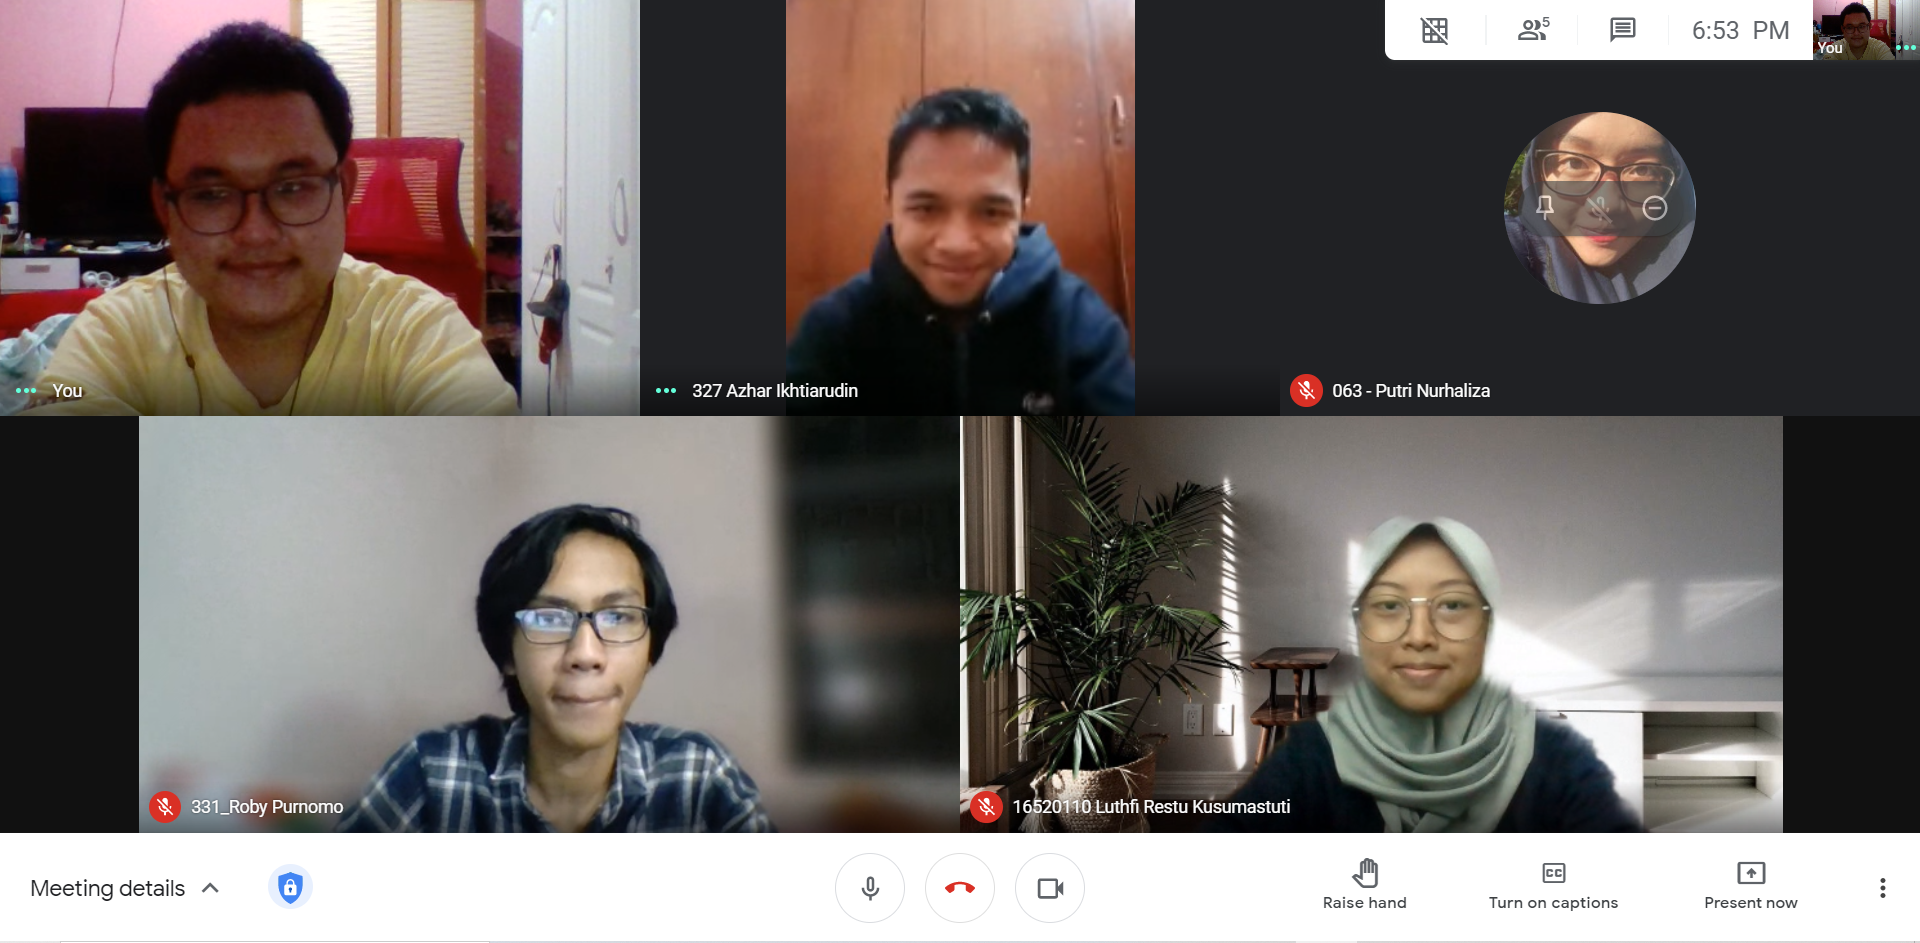 5
6:53 PM
You
You
327 Azhar Ikhtiarudin
063 - Putri Nurhaliza
331_Roby Purnomo
16520110 Luthfi Restu Kusumastuti
Meeting details
CC
Raise hand
Turn on captions
Present now